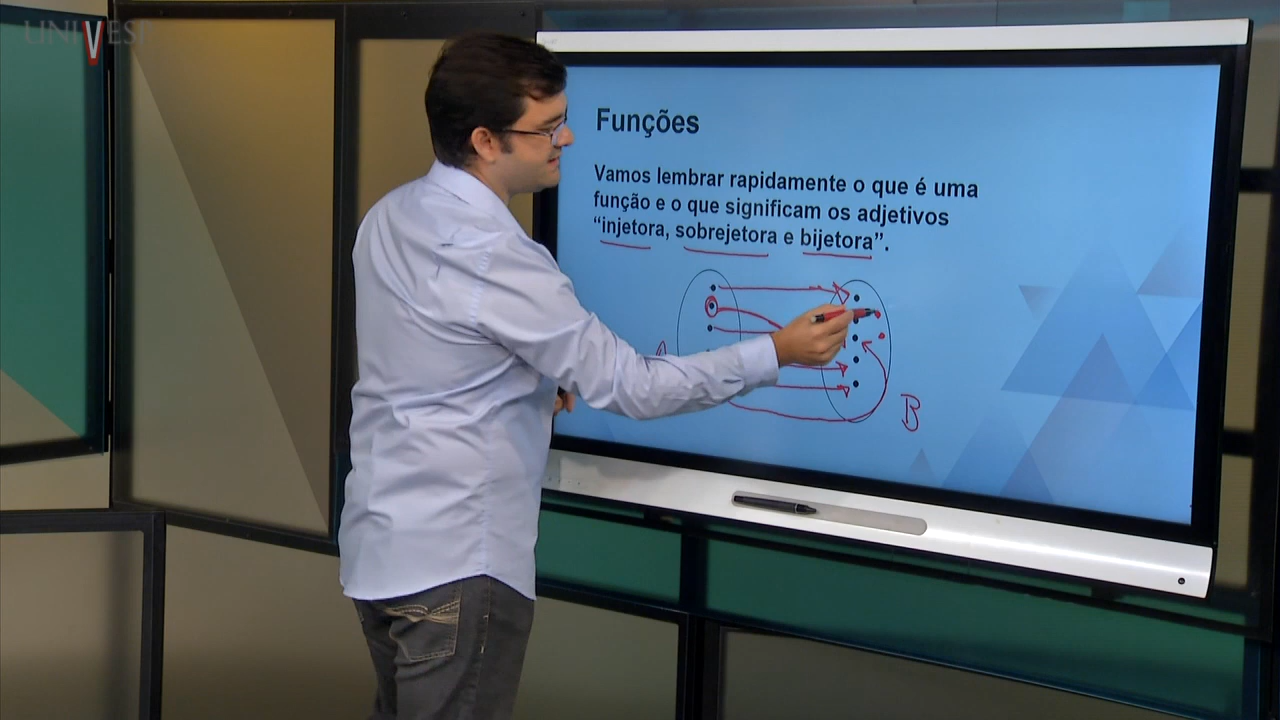 UNIVESP
Funções
Vamos lembrar rapidamente o que é uma
função e o que significam os adjetivos
“injetora, sobrejetora e bijetora”.
A
B